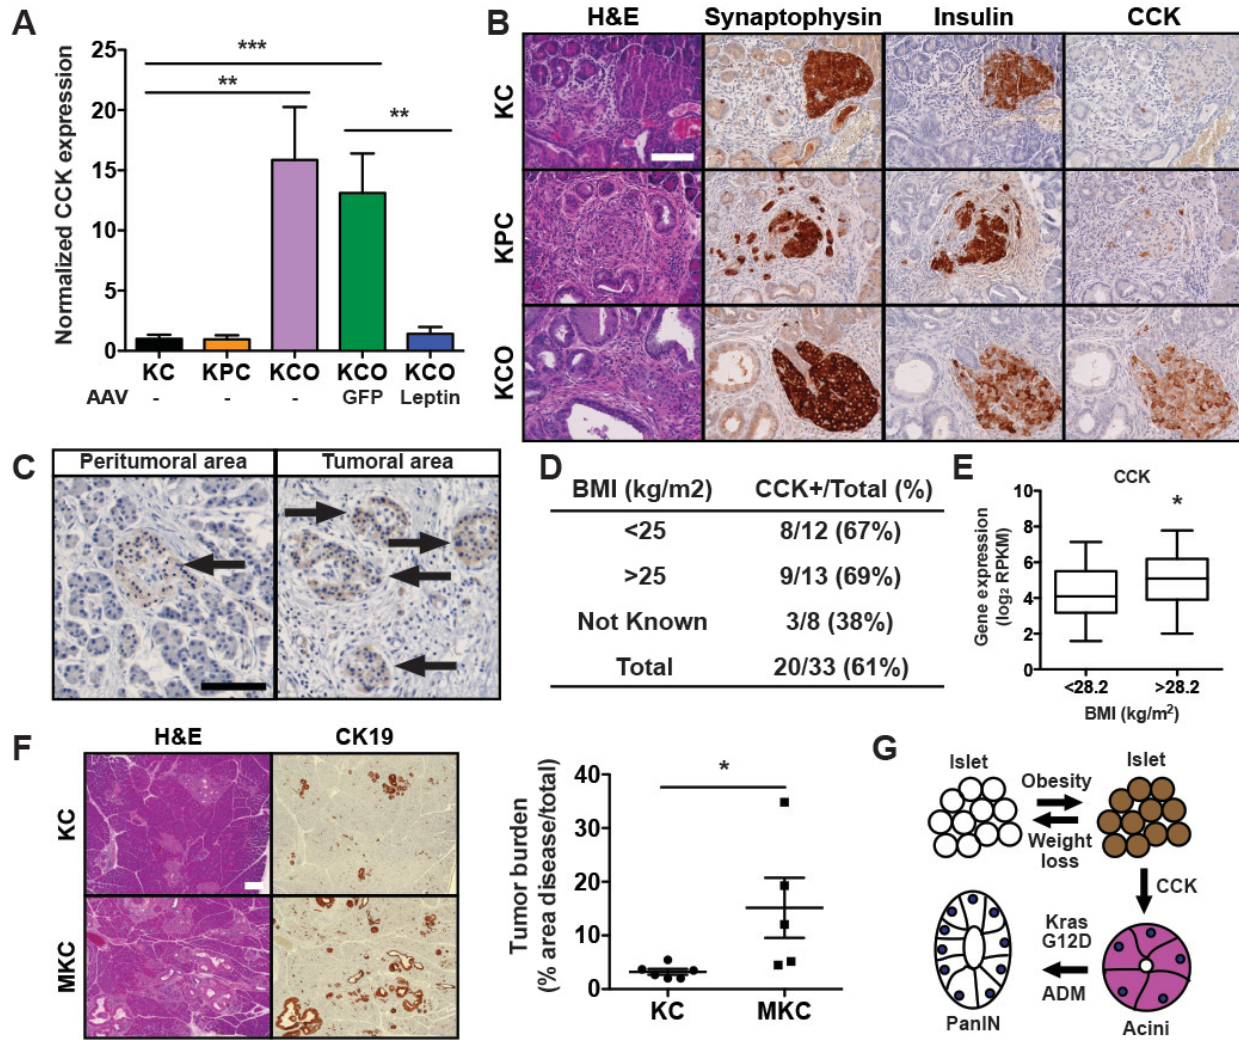 A
Normalized CCK expression
25
20
15
10
5
0
***
**
**
KC KPC KCO KCO KCO
AAV - - - GFP Leptin
B
H&E Synaptophysin Insulin CCK
KC
KPC
KCO
C
Peritumoral area Tumoral area
D
BMI (kg/m2) CCK+/Total (%)
<25 8/12 (67%)
>25 9/13 (69%)
Not Known 3/8 (38%)
Total 20/33 (61%)
E
CCK
*
Gene expression
(log₂ RPKM)
10
8
6
4
2
0
<28.2 >28.2
BMI (kg/m²)
F
H&E CK19
KC
MKC
Tumor burden
(% area disease/total)
40
30
20
10
0
*
KC MKC
G
Islet Islet
Obesity
Weight
loss
CCK
Kras
G12D
ADM
PanIN Acini